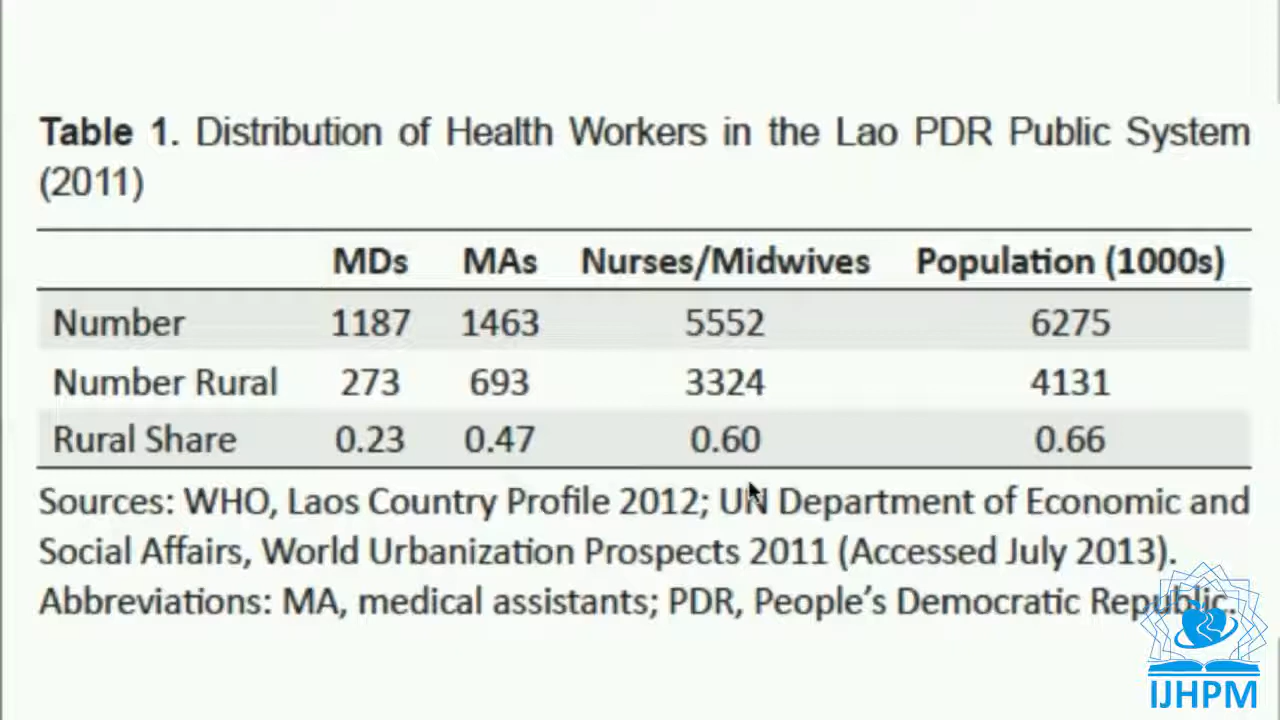 Table 1. Distribution of Health Workers in the Lao PDR Public System
(2011)
MDs MAs Nurses/Midwives Population (1000s)
Number 1187 1463 5552 6275
Number Rural 273 693 3324 4131
Rural Share 0.23 0.47 0.60 0.66
Sources: WHO, Laos Country Profile 2012; UN Department of Economic and
Social Affairs, World Urbanization Prospects 2011 (Accessed July 2013).
Abbreviations: MA, medical assistants; PDR, People's Democratic Republic.
IJHPM